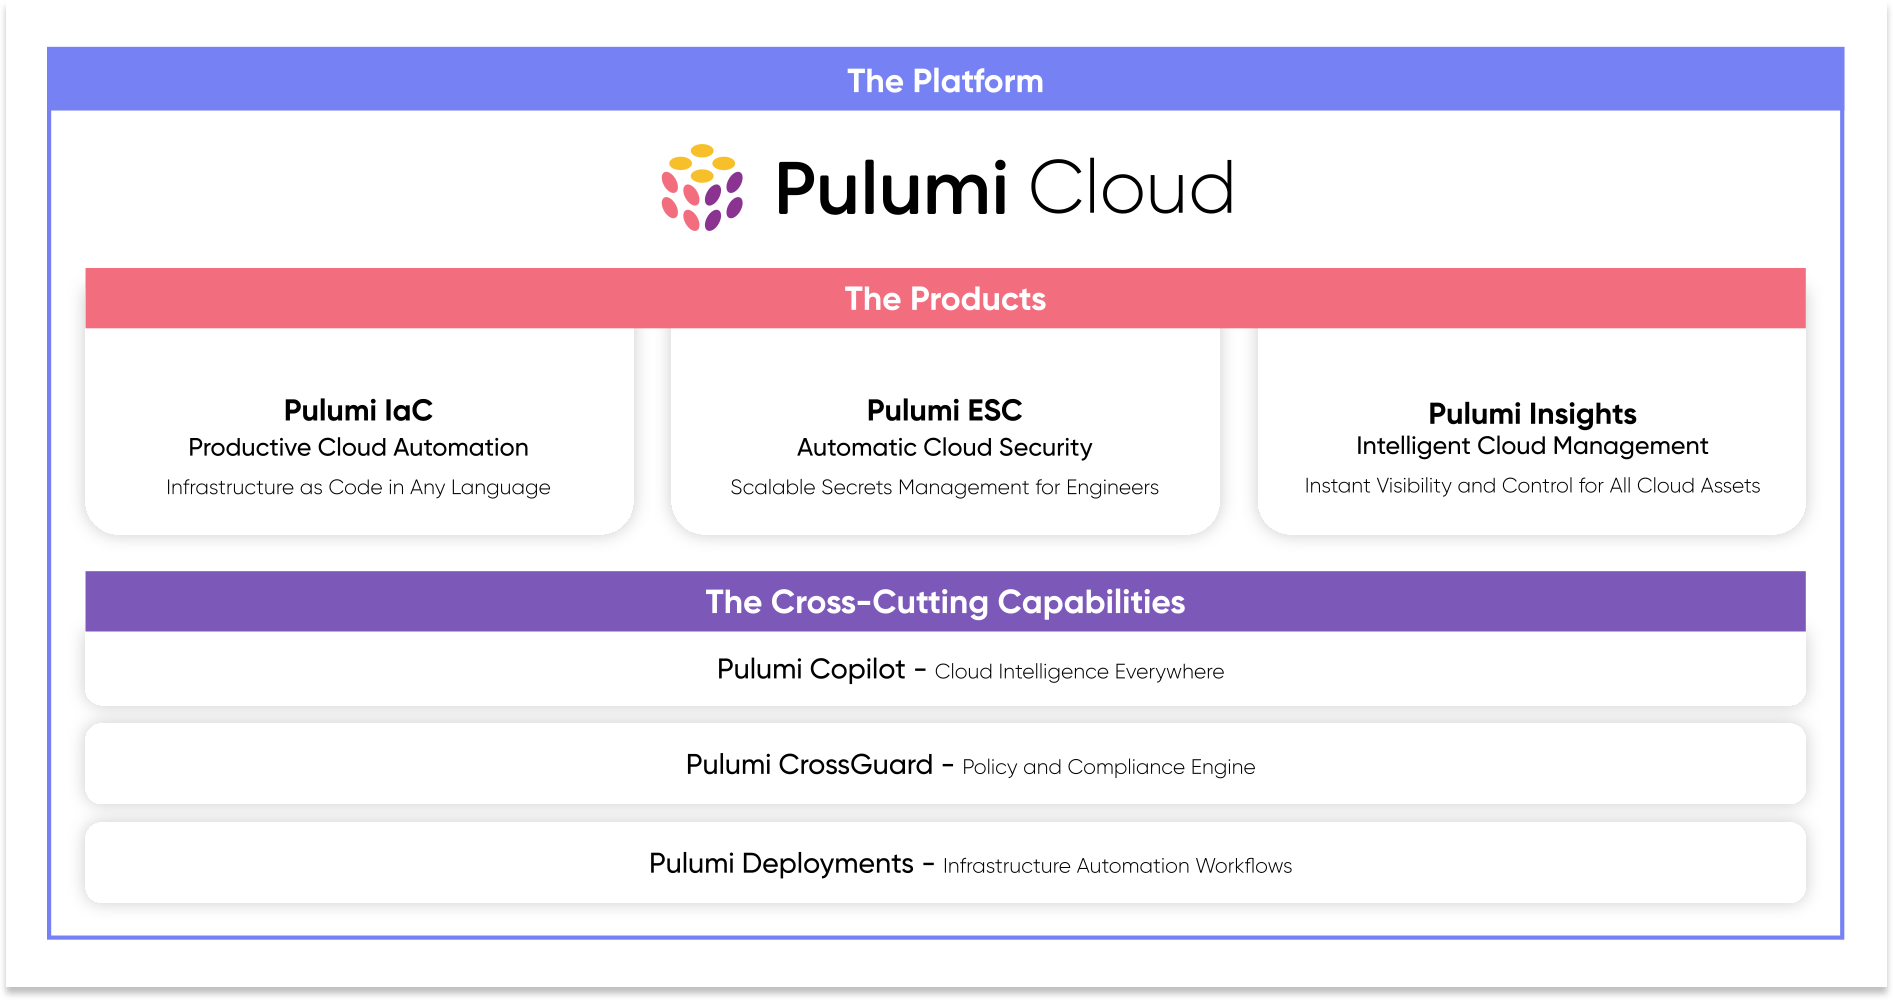 The Platform
Pulumi Cloud
The Products
Pulumi IaC
Productive Cloud Automation
Infrastructure as Code in Any Language
Pulumi ESC
Automatic Cloud Security
Scalable Secrets Management for Engineers
Pulumi Insights
Intelligent Cloud Management
Instant Visibility and Control for All Cloud Assets
The Cross-Cutting Capabilities
Pulumi Copilot - Cloud Intelligence Everywhere
Pulumi CrossGuard - Policy and Compliance Engine
Pulumi Deployments - Infrastructure Automation Workflows